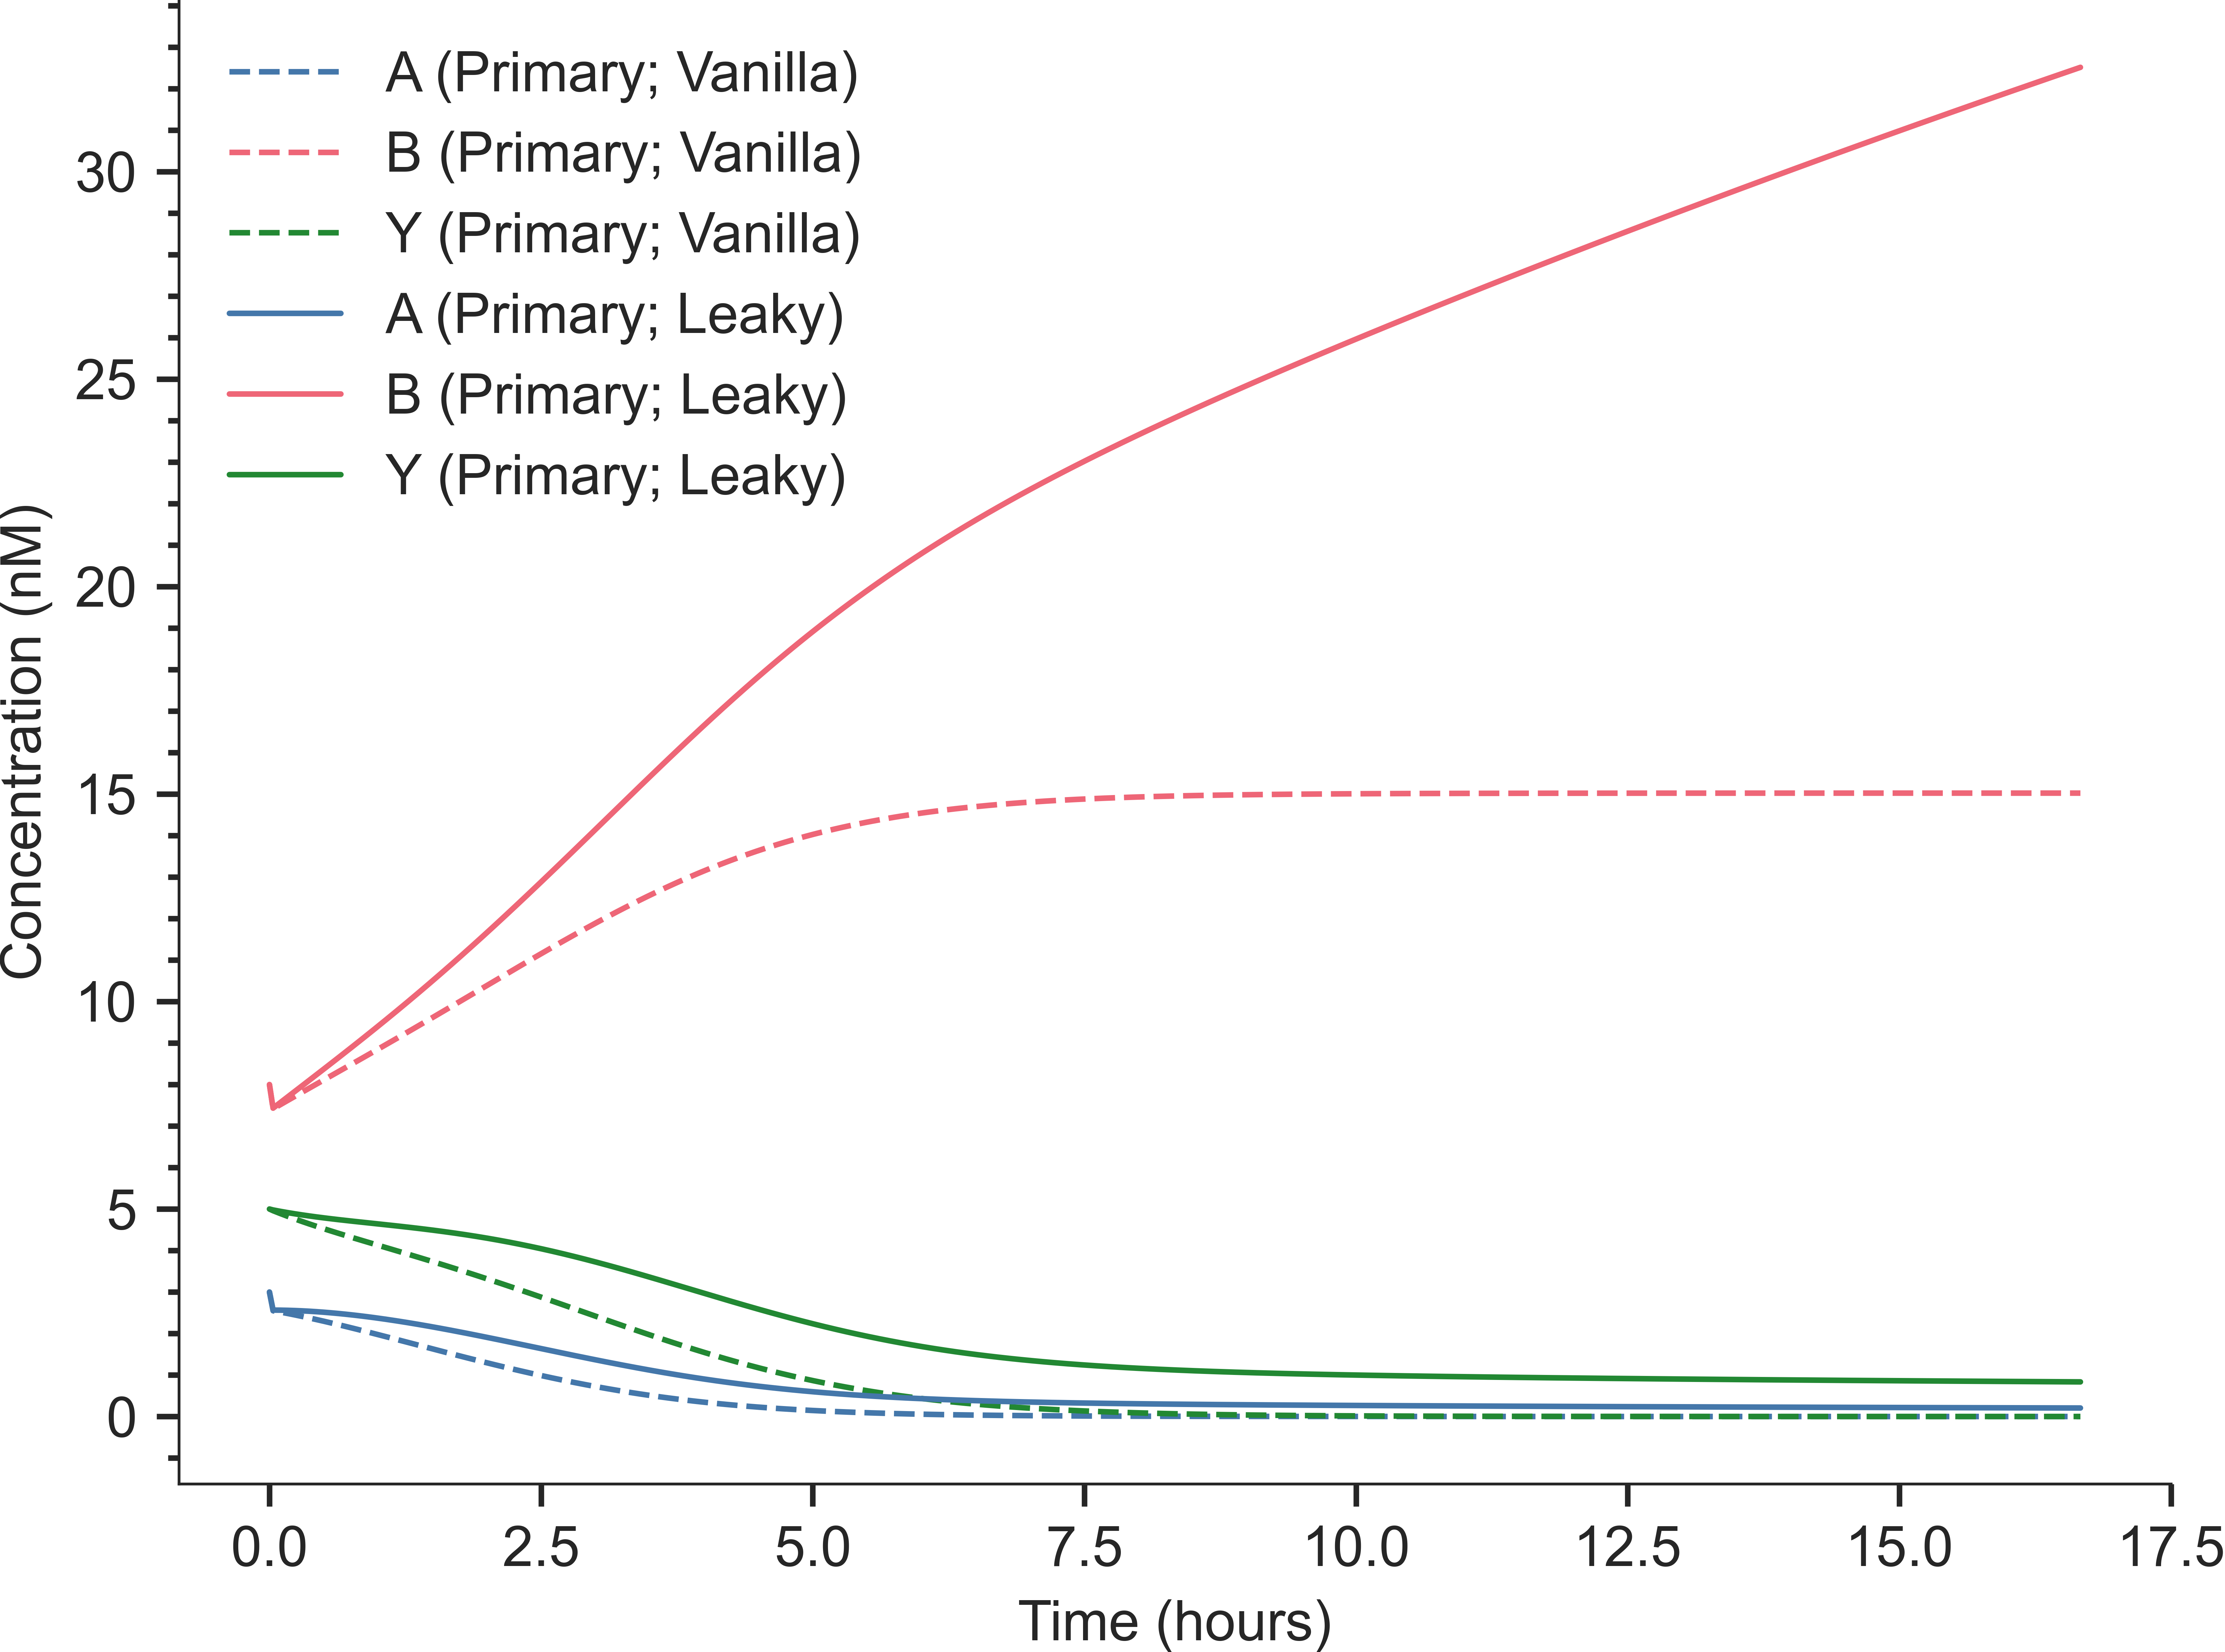 A (Primary; Vanilla)
B (Primary; Vanilla)
Y (Primary; Vanilla)
A (Primary; Leaky)
B (Primary; Leaky)
Y (Primary; Leaky)
Concentration (nM)
30
25
20
15
10
5
0
0.0 2.5 5.0 7.5 10.0 12.5 15.0 17.5
Time (hours)